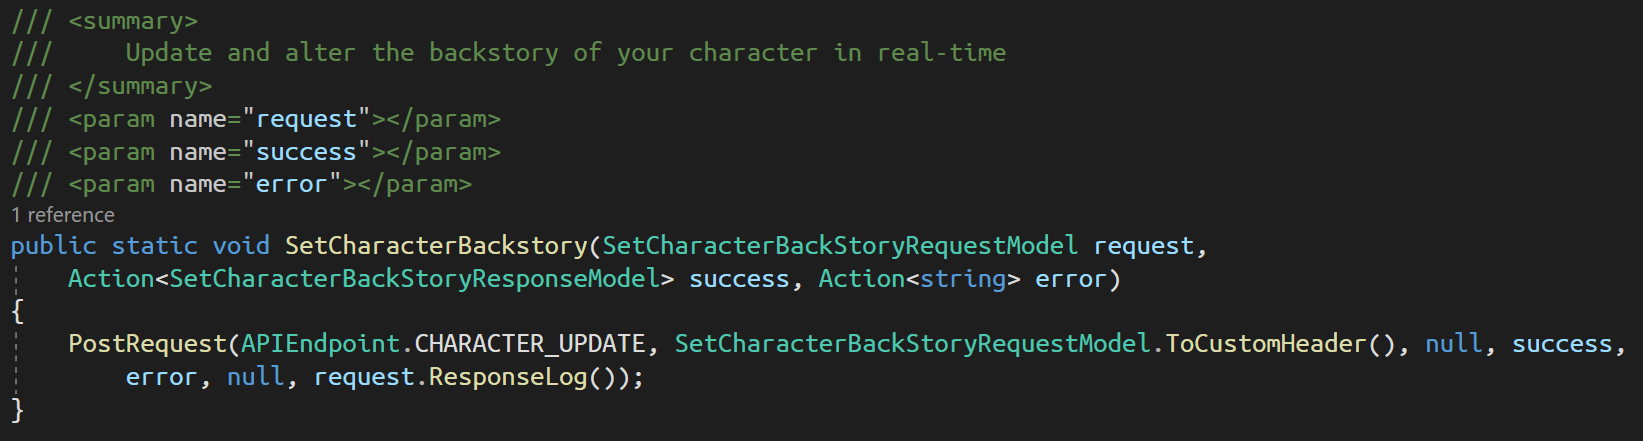 /// <summary>
///     Update and alter the backstory of your character in real-time
/// </summary>
/// <param name="request"></param>
/// <param name="success"></param>
/// <param name="error"></param>
1 reference
public static void SetCharacterBackstory(SetCharacterBackStoryRequestModel request,
    Action<SetCharacterBackStoryResponseModel> success, Action<string> error)
{
    PostRequest(APIEndpoint.CHARACTER_UPDATE, SetCharacterBackStoryRequestModel.ToCustomHeader(), null, success,
        error, null, request.ResponseLog());
}